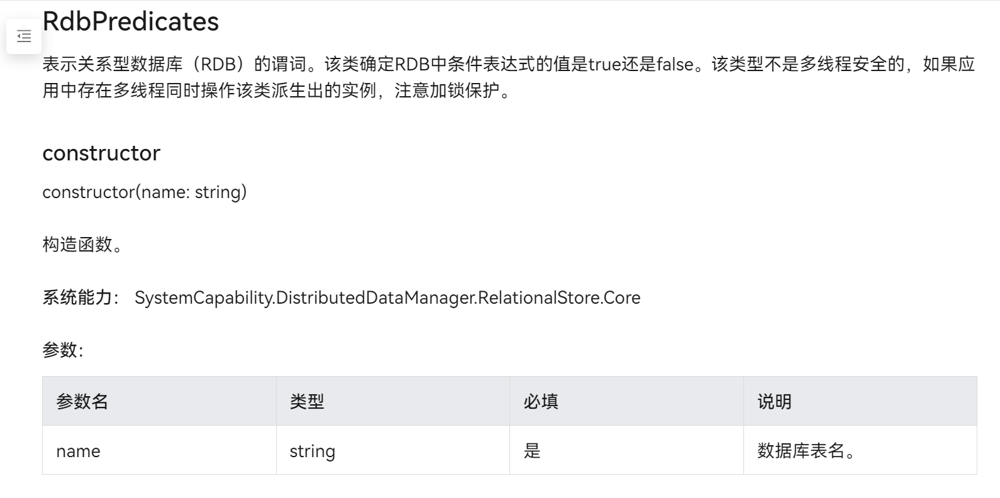 RdbPredicates
表示关系型数据库（RDB）的谓词。该类确定RDB中条件表达式的值是true还是false。该类型不是多线程安全的，如果应
用中存在多线程同时操作该类派生出的实例，注意加锁保护。
constructor
constructor(name: string)
构造函数。
系统能力： SystemCapability.DistributedDataManager.RelationalStore.Core
参数：
参数名 类型 必填 说明
name string 是 数据库表名。